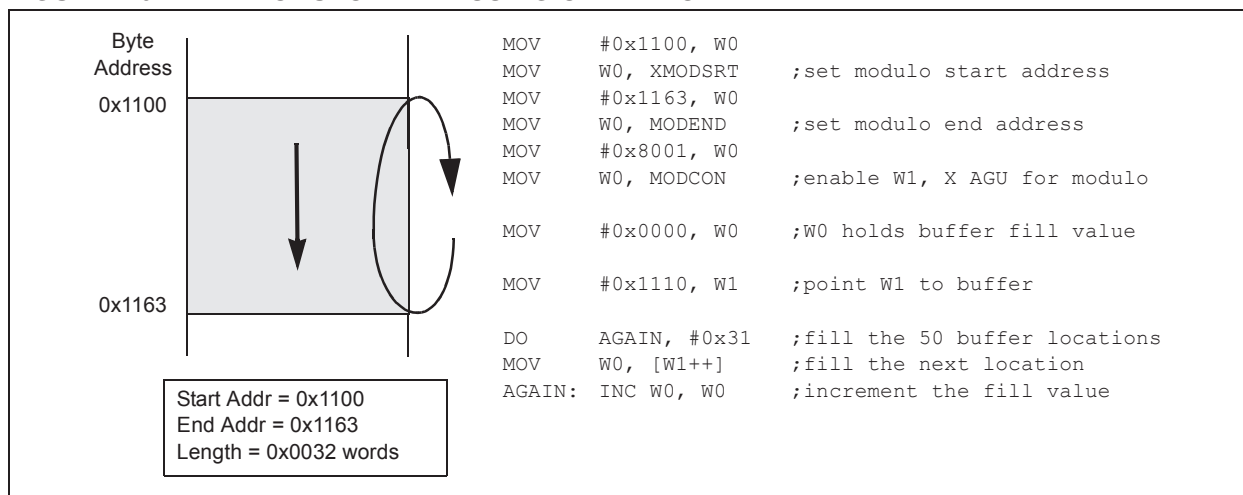 Byte
Address
0x1100
0x1163
Start Addr = 0x1100
End Addr = 0x1163
Length = 0x0032 words
MOV #0x1100, W0
MOV W0, XMODSRT ;set modulo start address
MOV #0x1163, W0
MOV W0, MODEND ;set modulo end address
MOV #0x8001, W0
MOV W0, MODCON ;enable W1, X AGU for modulo
MOV #0x0000, W0 ;W0 holds buffer fill value
MOV #0x1110, W1 ;point W1 to buffer
DO AGAIN, #0x31 ;fill the 50 buffer locations
MOV W0, [W1++] ;fill the next location
AGAIN: INC W0, W0 ;increment the fill value